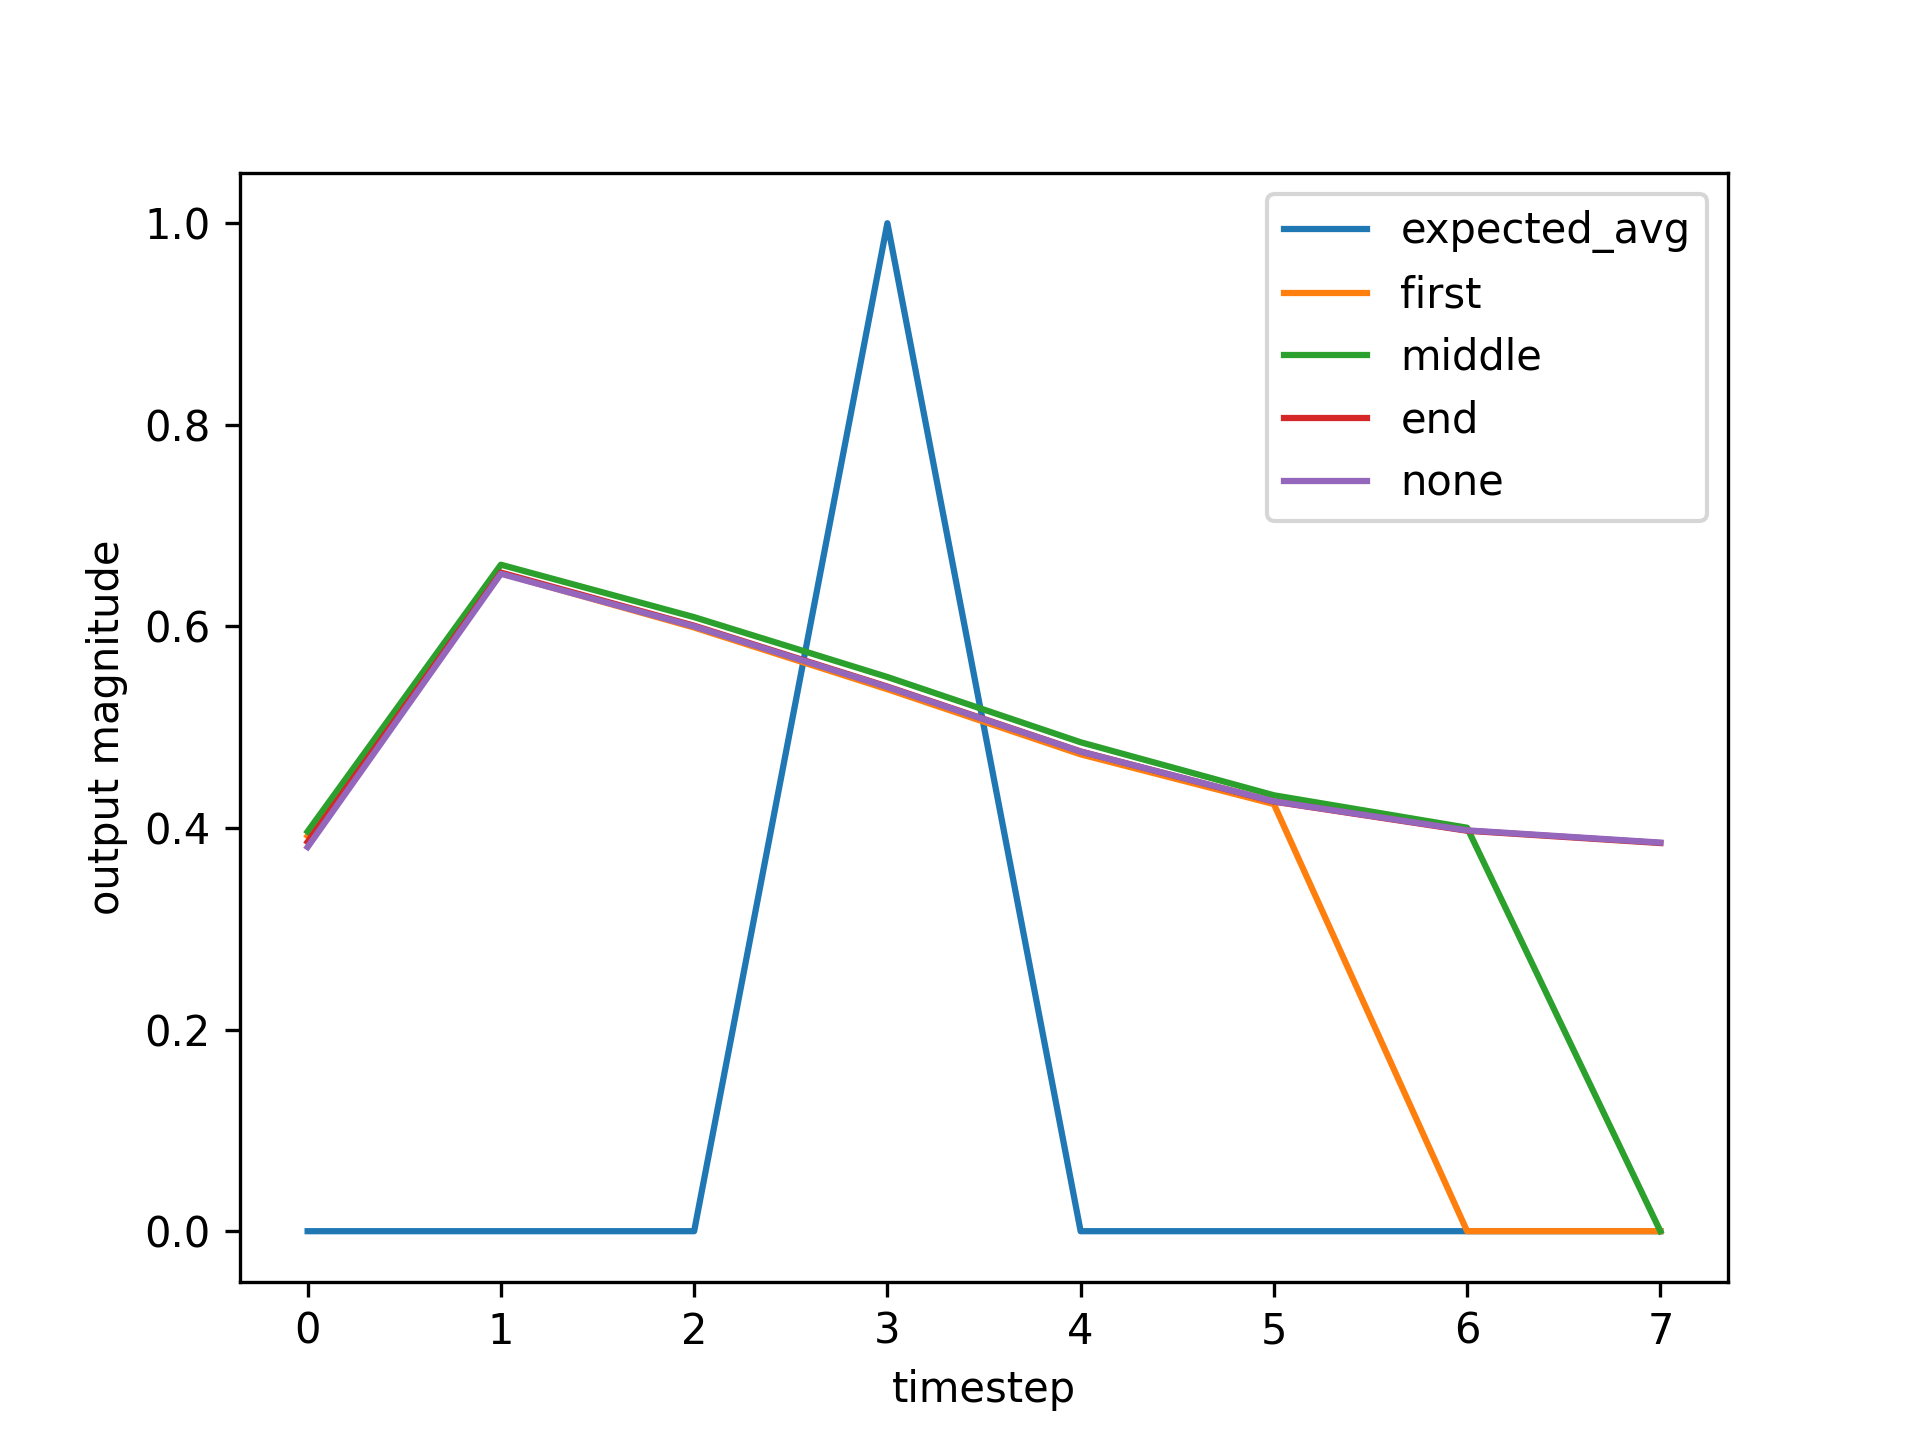 expected_avg
first
middle
end
none
output magnitude
1.0
0.8
0.6
0.4
0.2
0.0
0 1 2 3 4 5 6 7
timestep